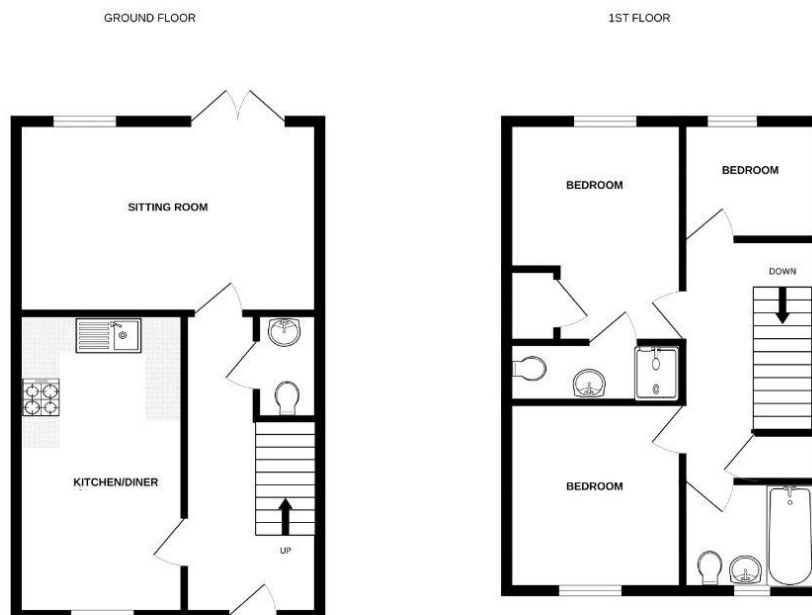 GROUND FLOOR
SITTING ROOM
KITCHEN/DINER
UP
1ST FLOOR
BEDROOM
BEDROOM
DOWN
BEDROOM